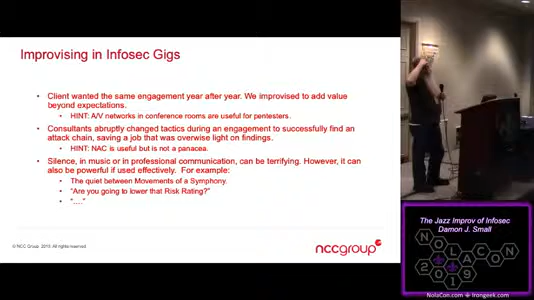 Improvising in Infosec Gigs
• Client wanted the same engagement year after year. We improvised to add value
beyond expectations.
• HINT: A/V networks in conference rooms are useful for pentesters.
• Consultants abruptly changed tactics during an engagement to successfully find an
attack chain, saving a job that was overwise light on findings.
• HINT: NAC is useful but is not a panacea.
• Silence, in music or in professional communication, can be terrifying. However, it can
also be powerful if used effectively. For example:
• The quiet between Movements of a Symphony.
• "Are you going to lower that Risk Rating?"
• "....."
© NCC Group 2019. All rights reserved
nccgroup
The Jazz Improv of Infosec
Damon J. Small
NOLACON
2019
NolaCon.com Irongeek.com